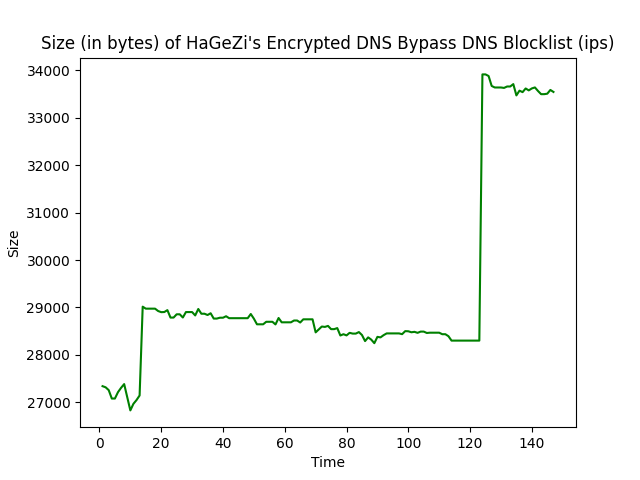 Size (in bytes) of HaGeZi's Encrypted DNS Bypass DNS Blocklist (ips)
34000
33000
32000
31000
30000
29000
28000
27000
Size
0 20 40 60 80 100 120 140
Time